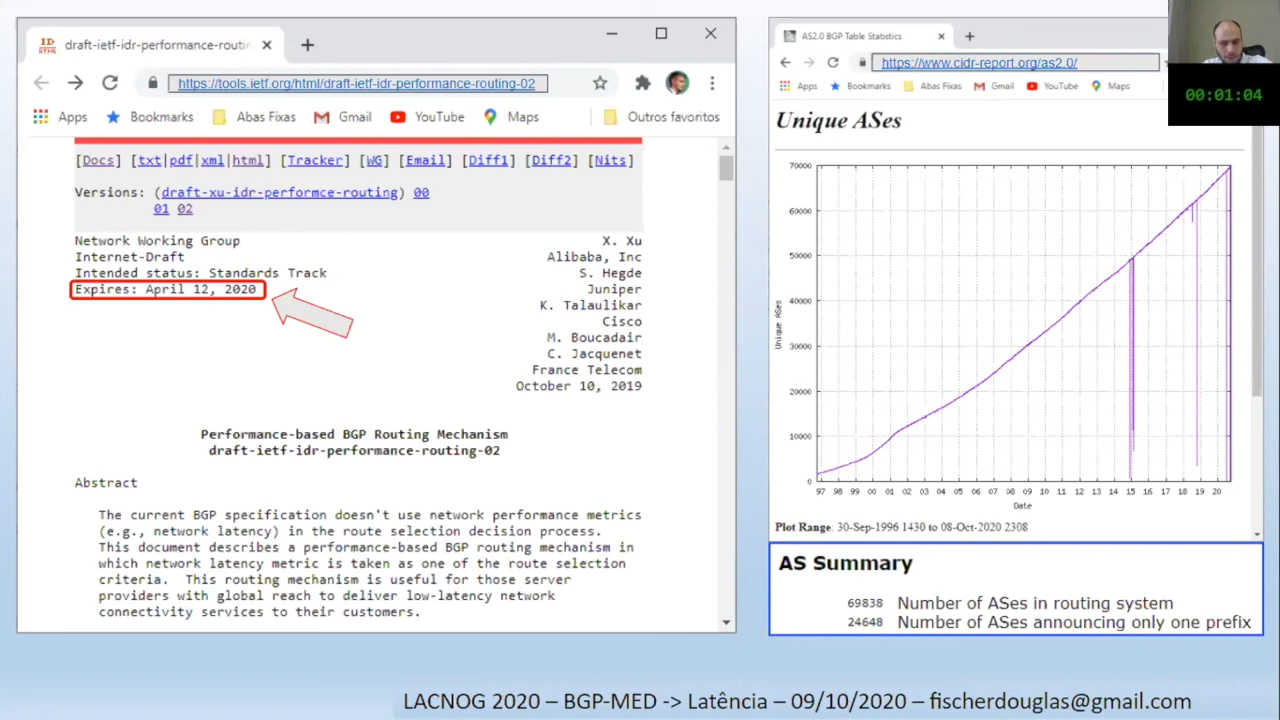 draft-ietf-idr-performance-routin
https://tools.ietf.org/html/draft-ietf-idr-performance-routing-02
Apps Bookmarks Abas Fixas Gmail YouTube Maps Outros favoritos
[Docs] [txt|pdf|xml|html] [Tracker] [WG] [Email] [Diff1] [Diff2] [Nits]
Versions: (draft-xu-idr-performce-routing) 00
01 02
Network Working Group X. Xu
Internet-Draft Alibaba, Inc
Intended status: Standards Track S. Hegde
Expires: April 12, 2020 Juniper
K. Talaulikar
Cisco
M. Boucadair
C. Jacquenet
France Telecom
October 10, 2019
Performance-based BGP Routing Mechanism
draft-ietf-idr-performance-routing-02
Abstract
The current BGP specification doesn't use network performance metrics
(e.g., network latency) in the route selection decision process.
This document describes a performance-based BGP routing mechanism in
which network latency metric is taken as one of the route selection
criteria. This routing mechanism is useful for those server
providers with global reach to deliver low-latency network
connectivity services to their customers.
AS2.0 BGP Table Statistics
https://www.cidr-report.org/as2.0/
Apps Bookmarks Abas Fixas Gmail YouTube Maps
00:01:04
Unique ASes
70000
60000
50000
40000
30000
20000
10000
0
Unique ASes
97 98 99 00 01 02 03 04 05 06 07 08 09 10 11 12 13 14 15 16 17 18 19 20
Date
Plot Range: 30-Sep-1996 1430 to 08-Oct-2020 2308
AS Summary
69838 Number of ASes in routing system
24648 Number of ASes announcing only one prefix
LACNOG 2020 – BGP-MED -> Latência – 09/10/2020 – fischerdouglas@gmail.com